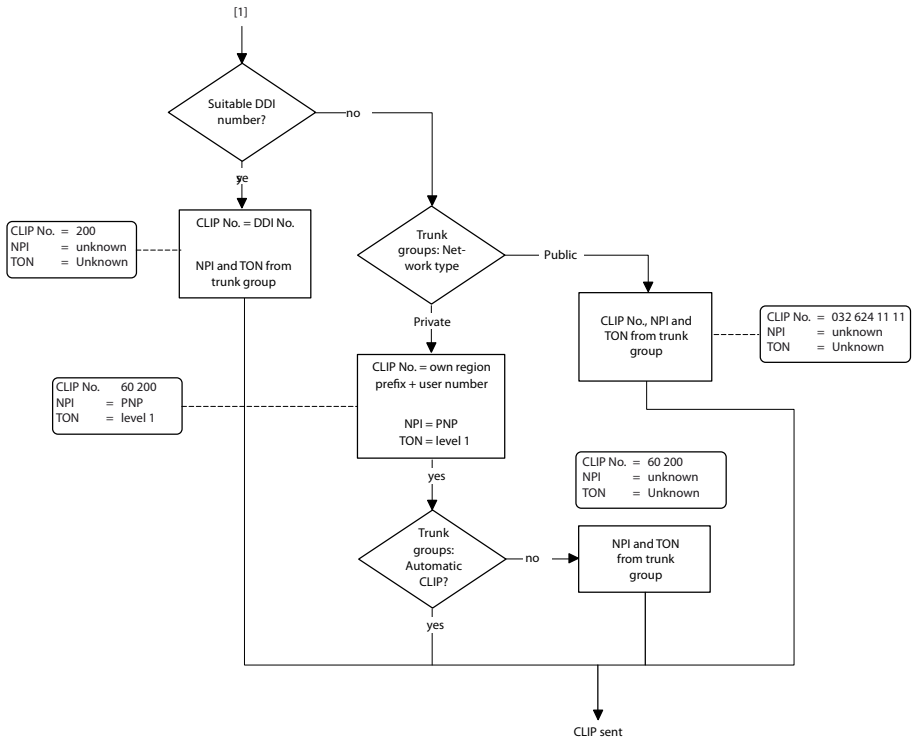 [1]
Suitable DDI
number?
no
ye
CLIP No. = DDI No.
NPI and TON from
trunk group
CLIP No. = 200
NPI = unknown
TON = Unknown
Trunk
groups: Net-
work type
Public
Private
CLIP No., NPI and
TON from trunk
group
CLIP No. = 032 624 11 11
NPI = unknown
TON = Unknown
CLIP No. = own region
prefix + user number
NPI = PNP
TON = level 1
CLIP No. 60 200
NPI = PNP
TON = level 1
yes
CLIP No. = 60 200
NPI = unknown
TON = Unknown
Trunk
groups:
Automatic
CLIP?
no
NPI and TON
from trunk
group
yes
CLIP sent